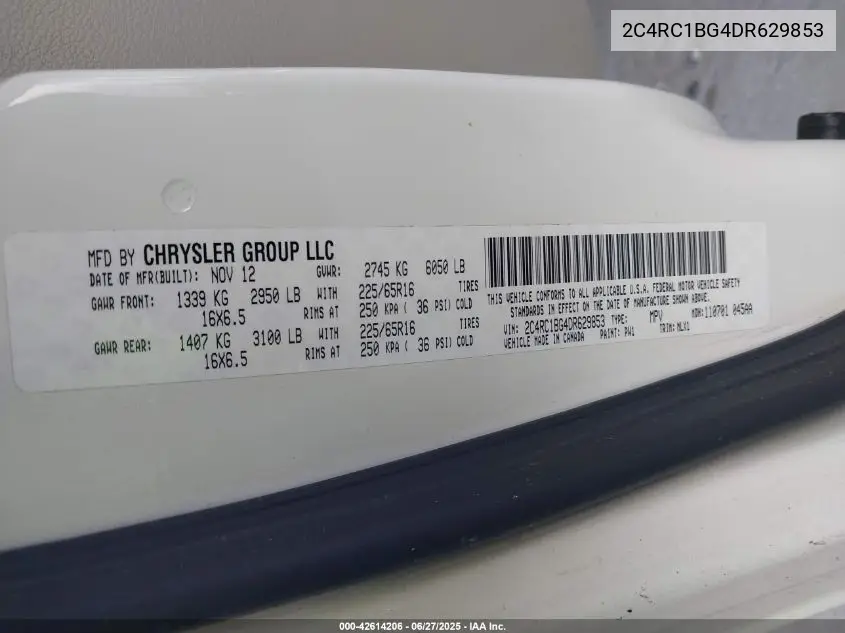 2C4RC1BG4DR629853
MFD BY CHRYSLER GROUP LLC
DATE OF MFR(BUILT): NOV 12 GVWR: 2745 KG 6050 LB
GAWR FRONT: 1339 KG 2950 LB WITH 225/65R16 TIRES
16X6.5 RIMS AT 250 KPA ( 36 PSI) COLD
GAWR REAR: 1407 KG 3100 LB WITH 225/65R16 TIRES
16X6.5 RIMS AT 250 KPA ( 36 PSI) COLD
THIS VEHICLE CONFORMS TO ALL APPLICABLE U.S.A. FEDERAL MOTOR VEHICLE SAFETY
STANDARDS IN EFFECT ON THE DATE OF MANUFACTURE SHOWN ABOVE.
VIN: 2C4RC1BG4DR629853 TYPE: MPV MDH: 110701 045AA
VEHICLE MADE IN CANADA PAINT: PW1 TRIM: MLX1
000-42614206 - 06/27/2025 - IAA Inc.